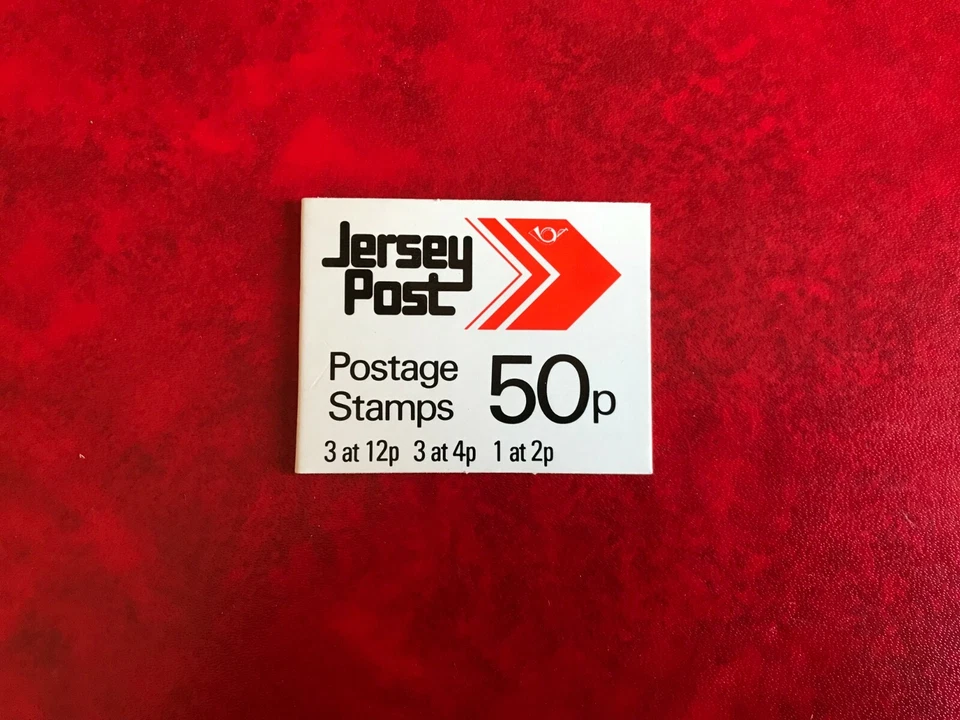 Jersey
Post
Postage
Stamps
50p
3 at 12p 3 at 4p 1 at 2p